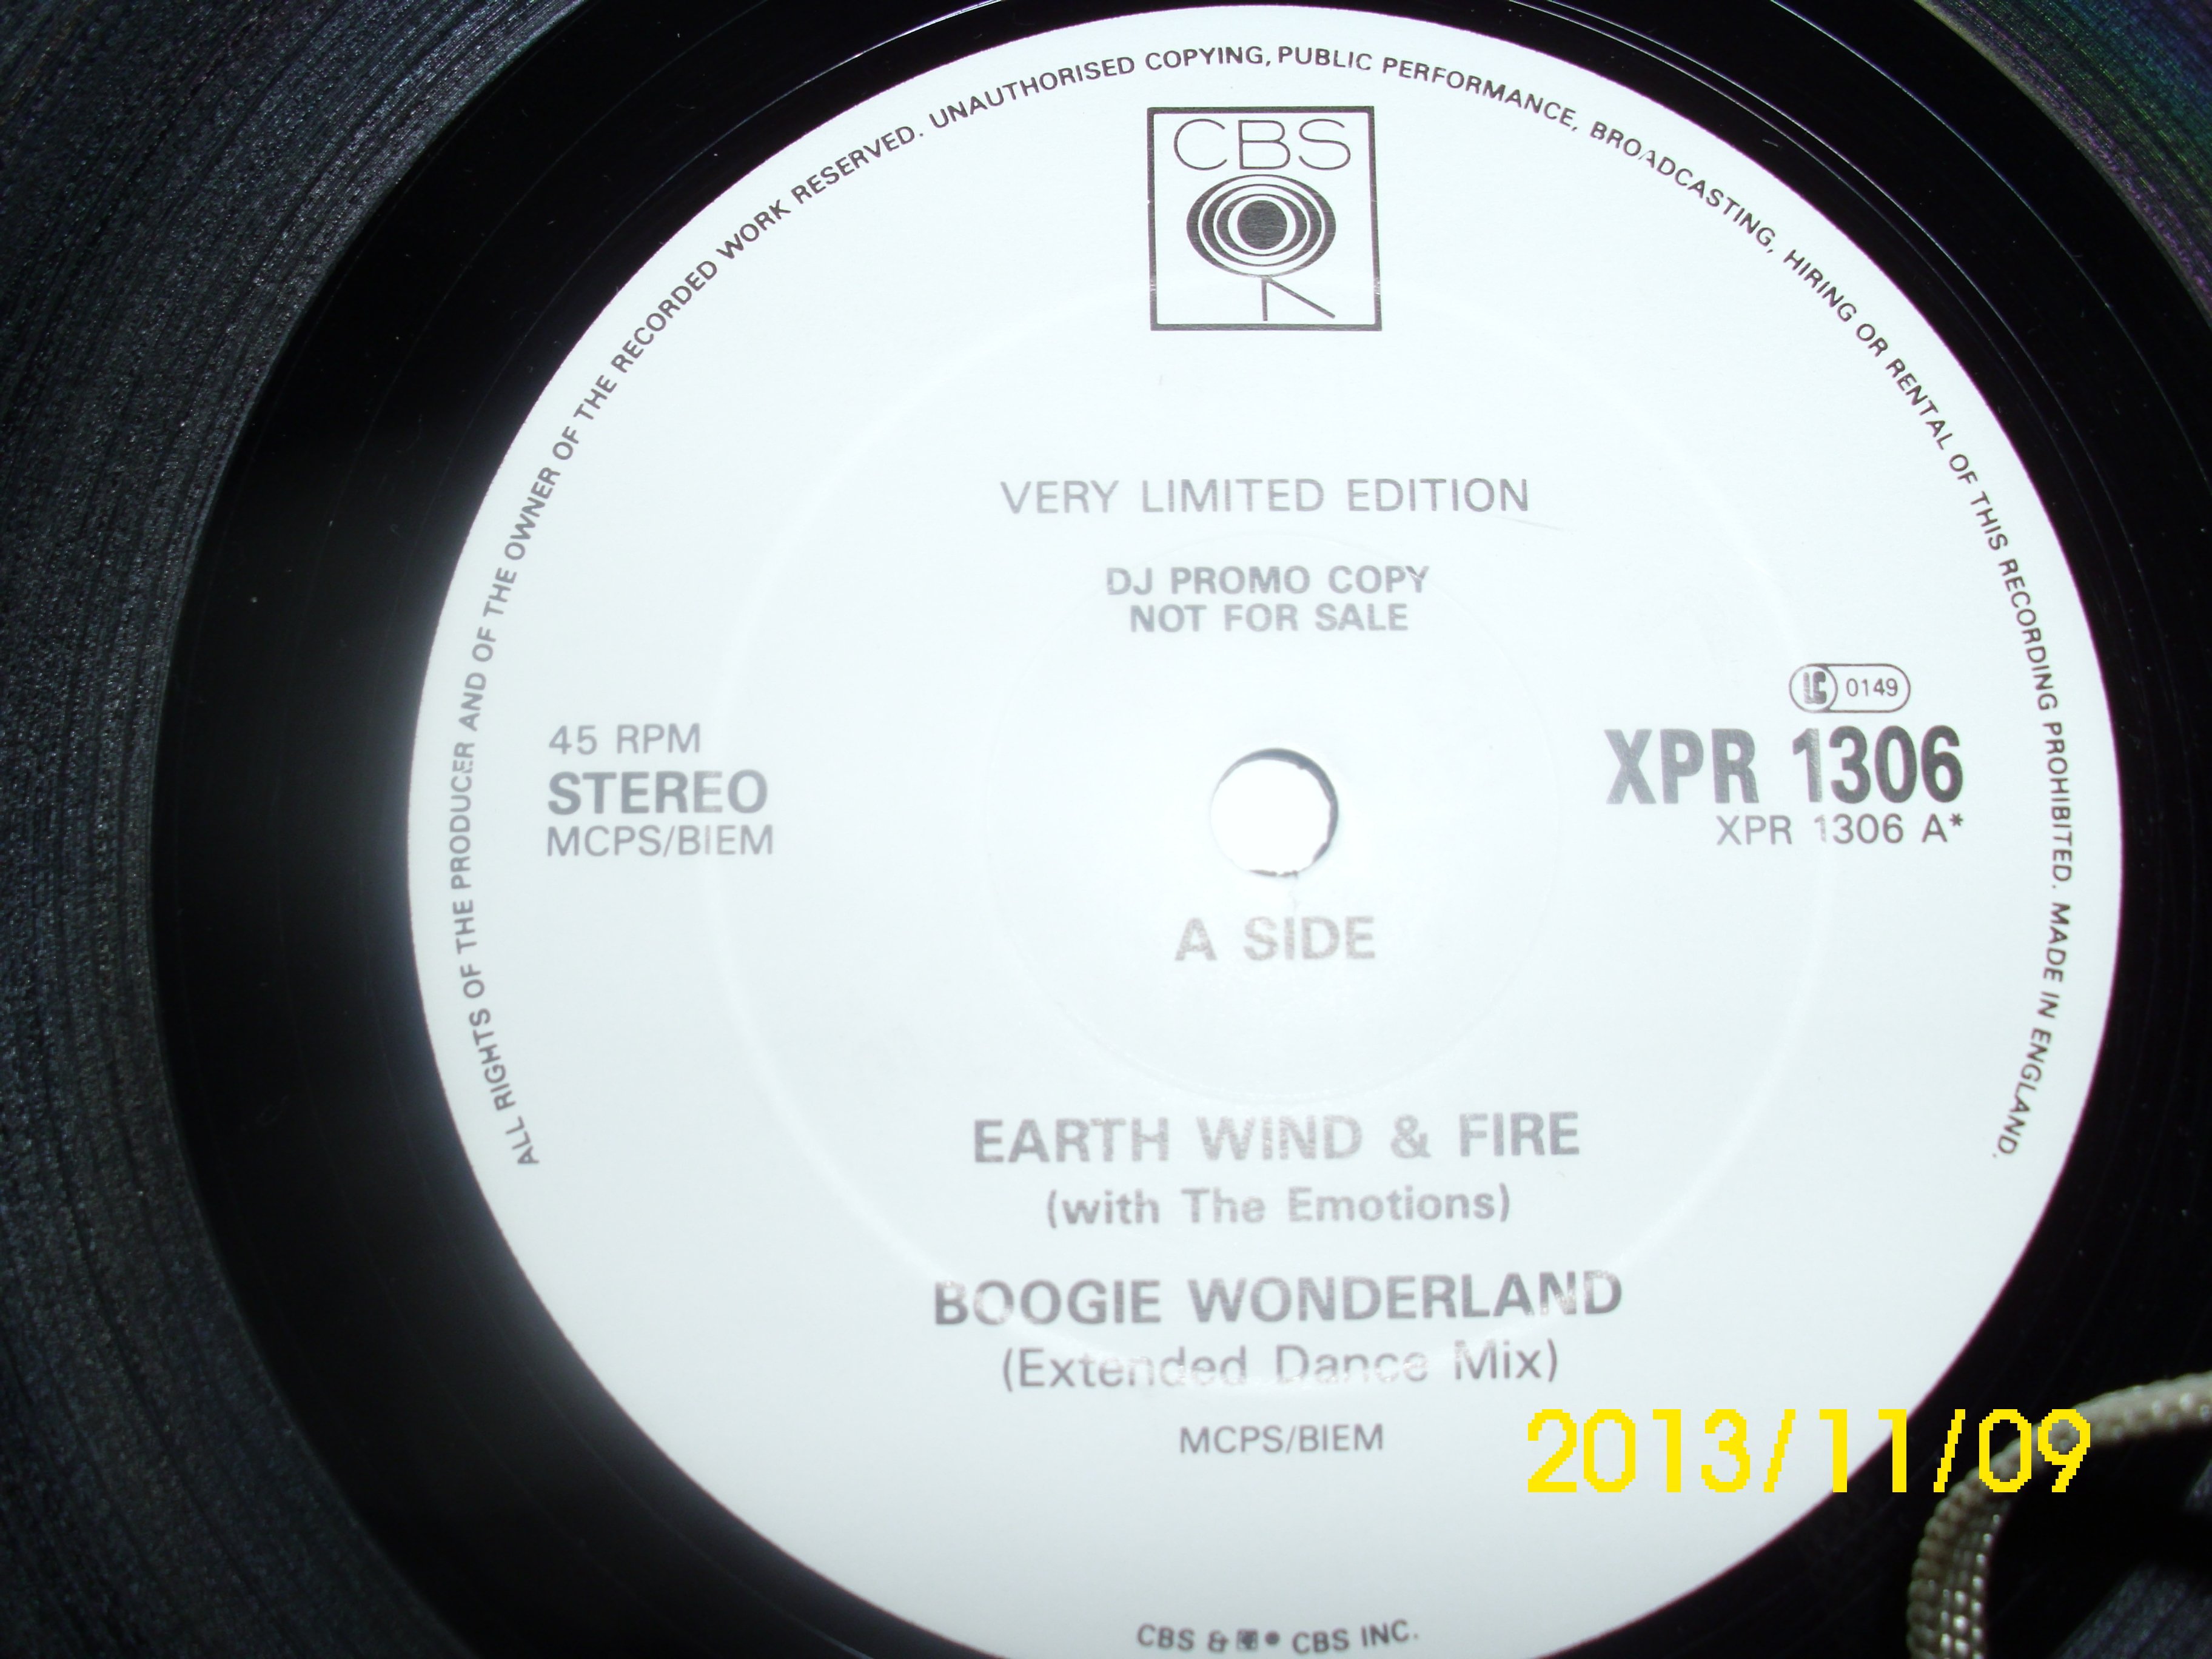 ALL RIGHTS OF THE PRODUCER AND OF THE OWNER OF THE RECORDED WORK RESERVED. UNAUTHORISED COPYING, PUBLIC PERFORMANCE, BROADCASTING, HIRING OR RENTAL OF THIS RECORDING PROHIBITED. MADE IN ENGLAND.
CBS
VERY LIMITED EDITION
DJ PROMO COPY
NOT FOR SALE
LC 0149
45 RPM
STEREO
MCPS/BIEM
XPR 1306
XPR 1306 A*
A SIDE
EARTH WIND & FIRE
(with The Emotions)
BOOGIE WONDERLAND
(Extended Dance Mix)
MCPS/BIEM
2013/11/09
CBS & ● CBS INC.